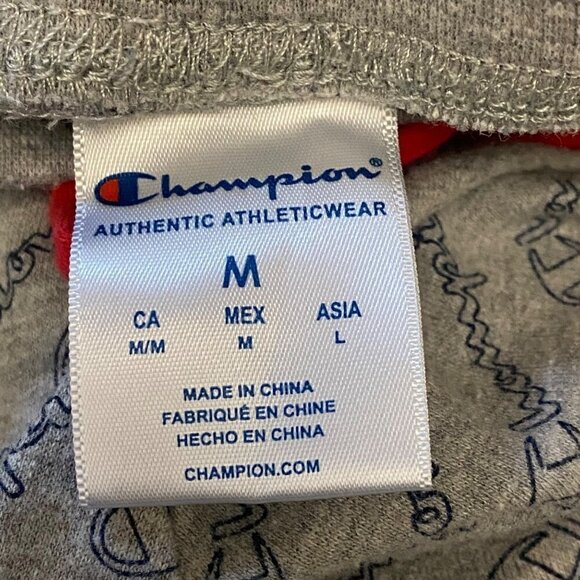 Champion®
AUTHENTIC ATHLETICWEAR
M
CA MEX ASIA
M/M M L
MADE IN CHINA
FABRIQUÉ EN CHINE
HECHO EN CHINA
CHAMPION.COM